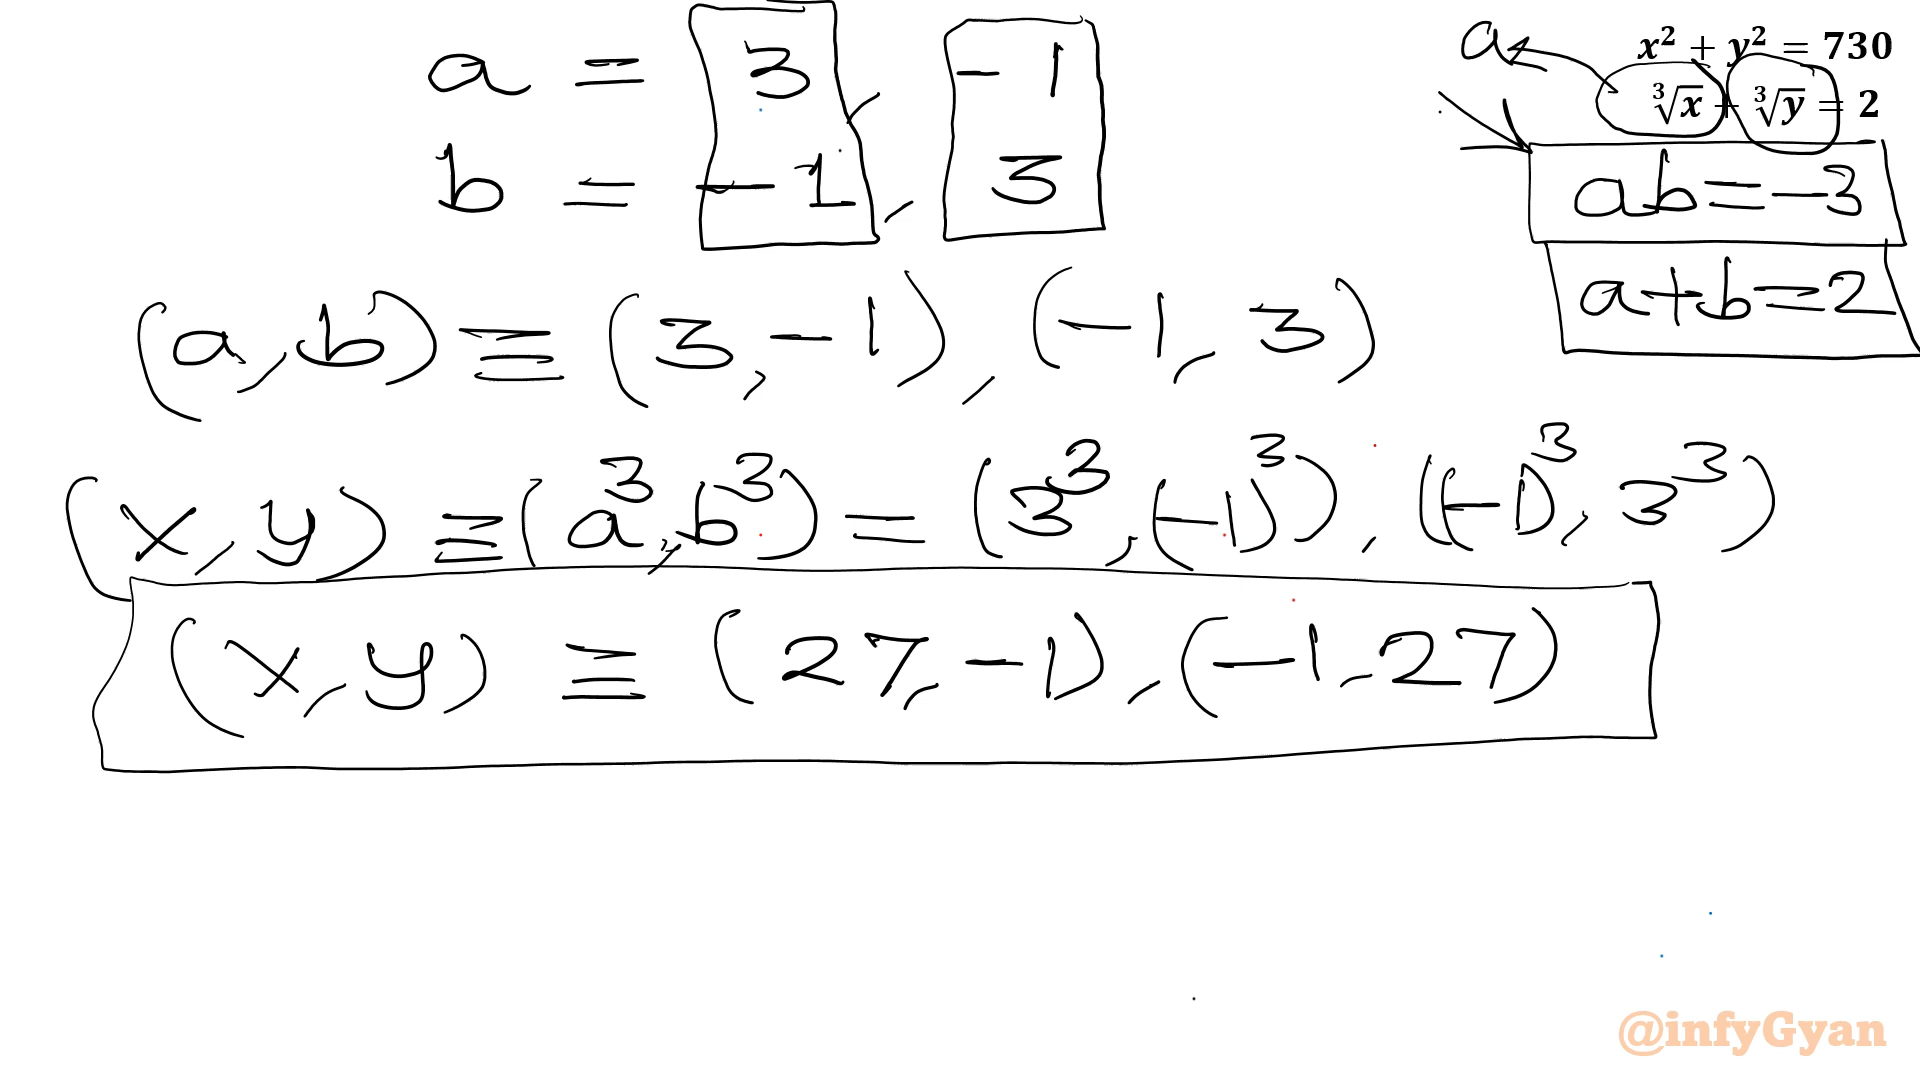 a = 3, -1
b = -1, 3
a
x² + y² = 730
∛x + ∛y = 2
ab = -3
a+b=2
(a,b) ≡ (3,-1), (-1, 3)
(x,y) ≡ (a³,b³) = (3³,(-1)³), ((-1)³, 3³)
(x,y) ≡ (27,-1), (-1,27)
@infyGyan